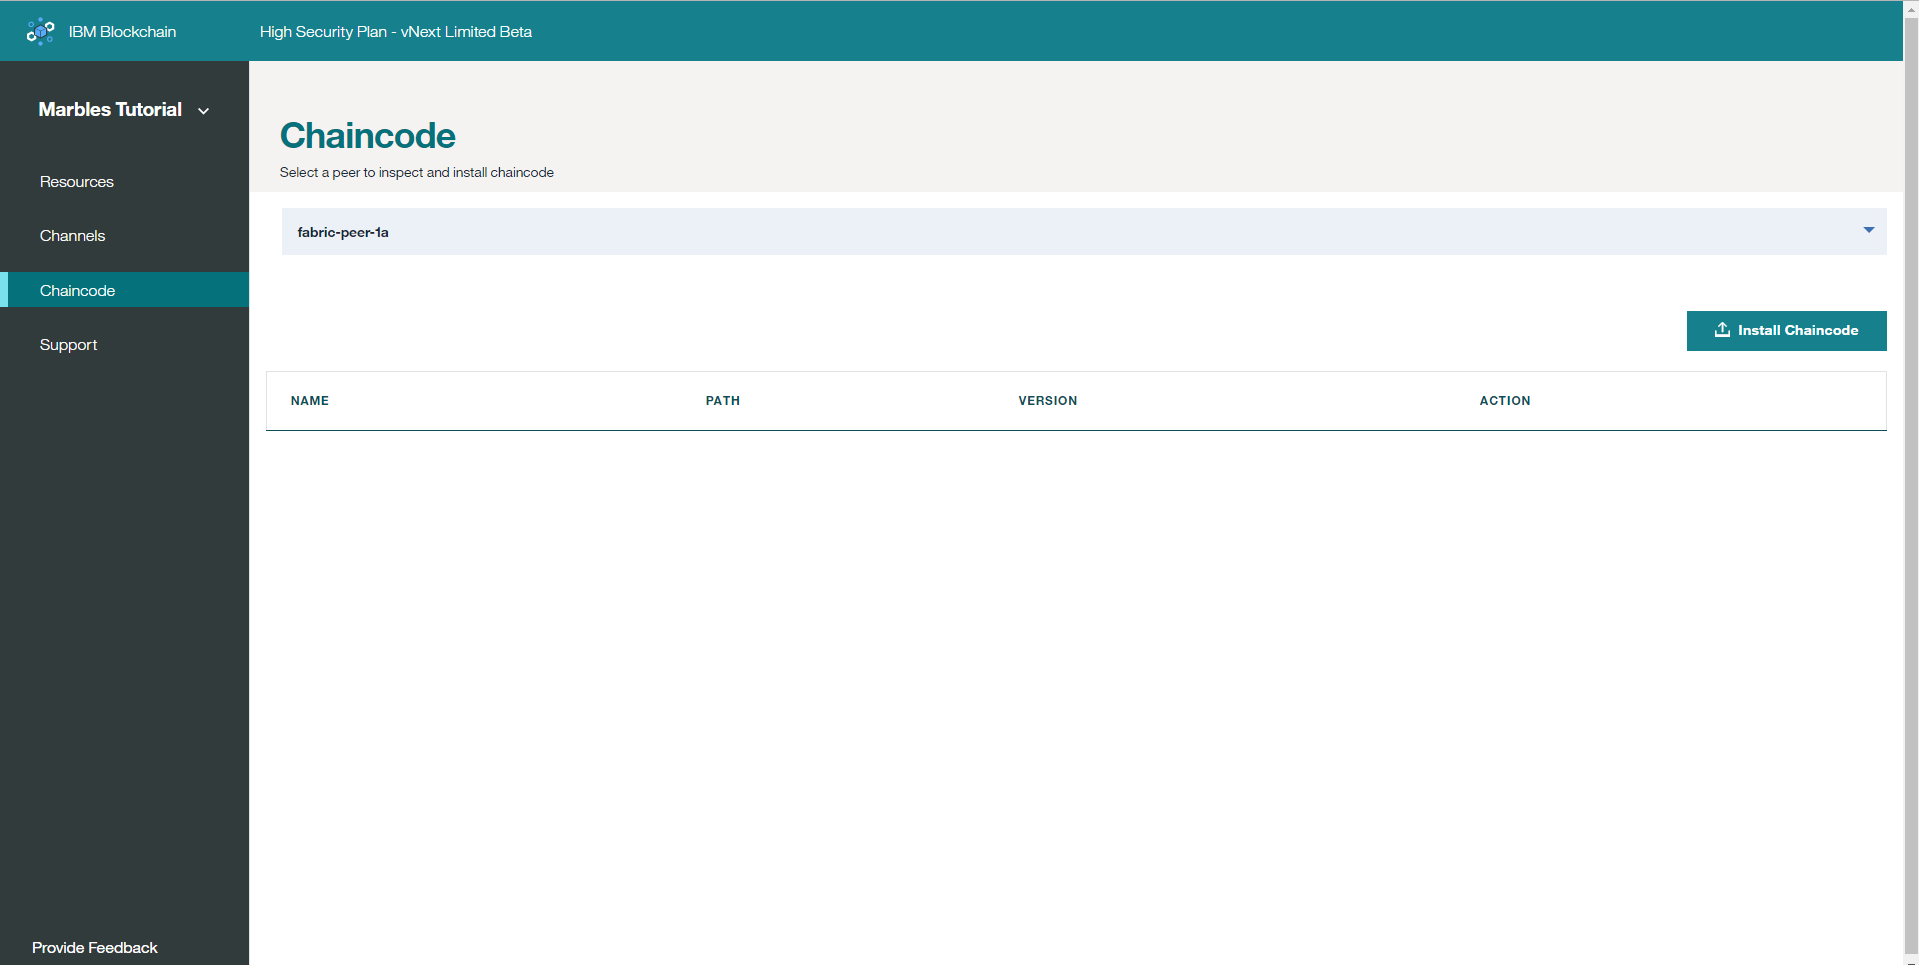 IBM Blockchain
High Security Plan - vNext Limited Beta
Marbles Tutorial
Resources
Channels
Chaincode
Support
Provide Feedback
Chaincode
Select a peer to inspect and install chaincode
fabric-peer-1a
Install Chaincode
NAME PATH VERSION ACTION